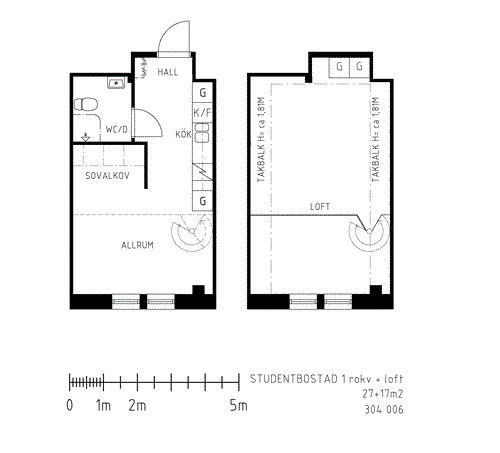 HALL
G
K/F
WC/D
KÖK
SOVALKOV
G
ALLRUM
G G
TAKBALK H= ca 1,81M
TAKBALK H= ca 1,81M
LOFT
0 1m 2m 5m
STUDENTBOSTAD 1 rokv + loft
27+17m2
304 006